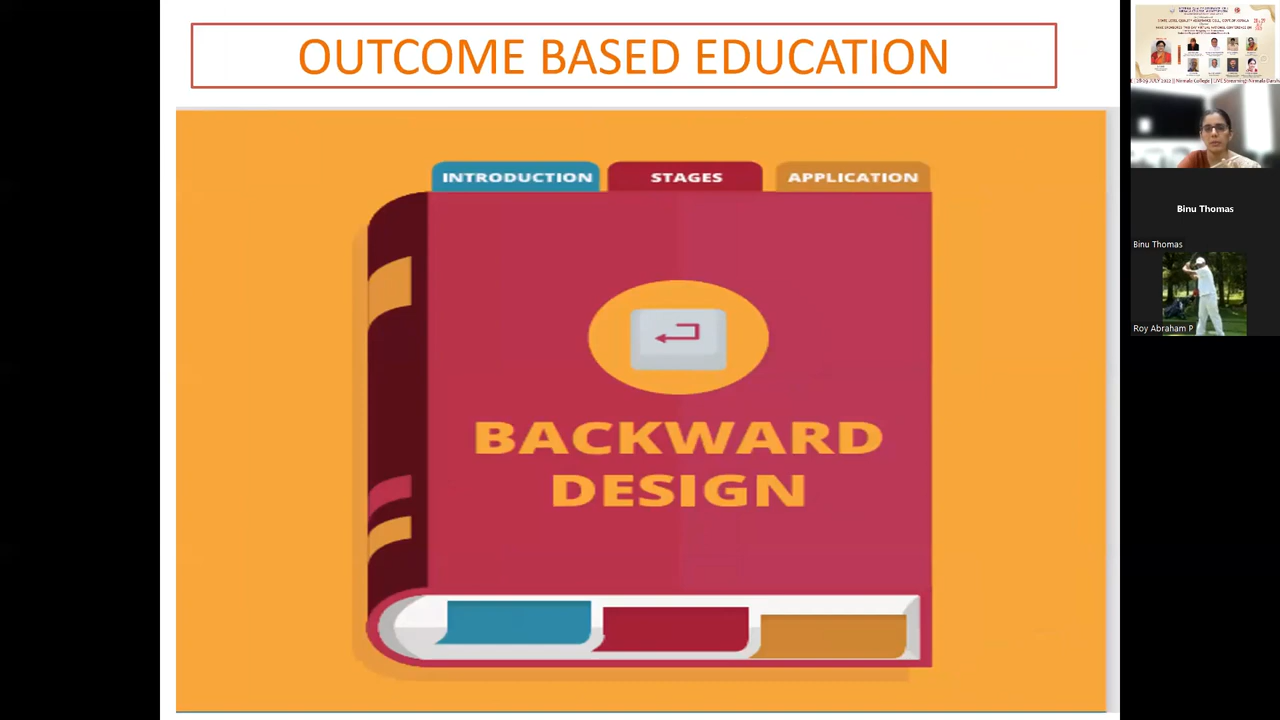 OUTCOME BASED EDUCATION
INTRODUCTION
STAGES
APPLICATION
BACKWARD
DESIGN
Binu Thomas
Binu Thomas
Roy Abraham P